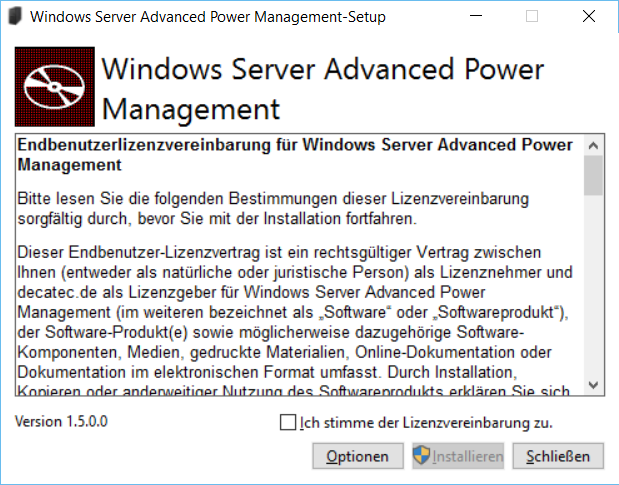 Windows Server Advanced Power Management-Setup
Windows Server Advanced Power
Management
Endbenutzerlizenzvereinbarung für Windows Server Advanced Power
Management
Bitte lesen Sie die folgenden Bestimmungen dieser Lizenzvereinbarung
sorgfältig durch, bevor Sie mit der Installation fortfahren.
Dieser Endbenutzer-Lizenzvertrag ist ein rechtsgültiger Vertrag zwischen
Ihnen (entweder als natürliche oder juristische Person) als Lizenznehmer und
decatec.de als Lizenzgeber für Windows Server Advanced Power
Management (im weiteren bezeichnet als „Software“ oder „Softwareprodukt“),
der Software-Produkt(e) sowie möglicherweise dazugehörige Software-
Komponenten, Medien, gedruckte Materialien, Online-Dokumentation oder
Dokumentation im elektronischen Format umfasst. Durch Installation,
Kopieren oder anderweitiger Nutzung des Softwareprodukts erklären Sie sich
Version 1.5.0.0
Ich stimme der Lizenzvereinbarung zu.
Optionen
Installieren
Schließen